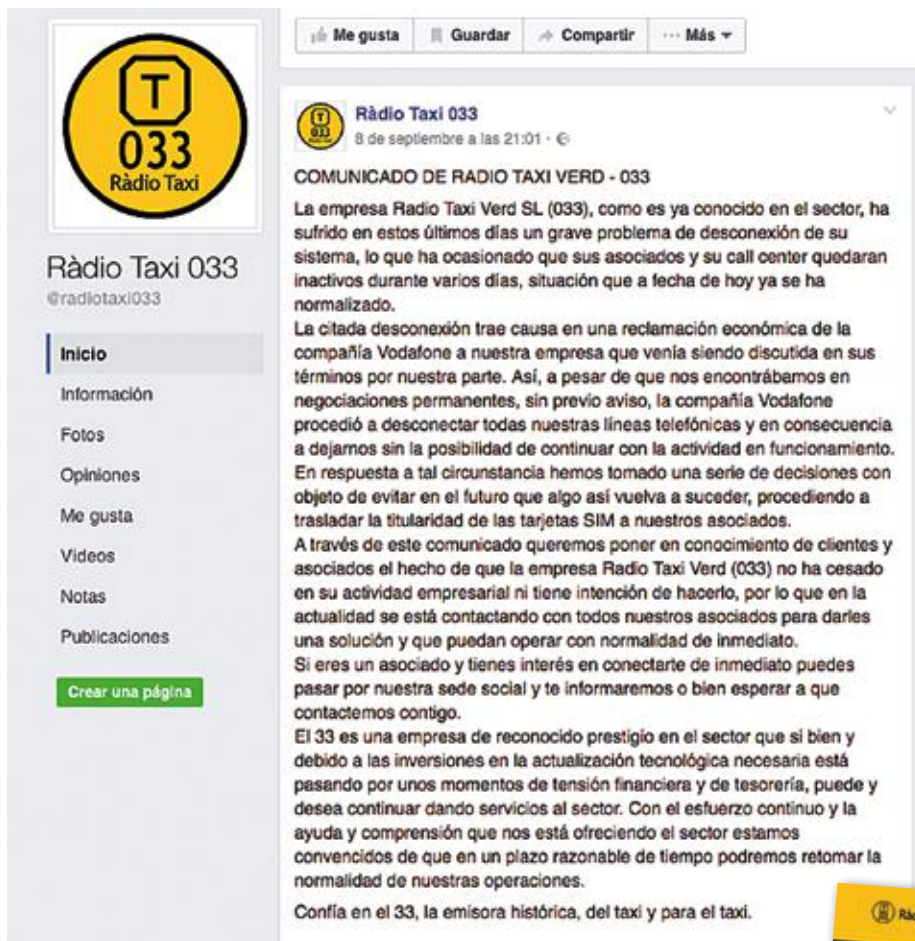 Me gusta Guardar Compartir Más
T
033
Ràdio Taxi
Ràdio Taxi 033
@radiotaxi033
Inicio
Información
Fotos
Opiniones
Me gusta
Videos
Notas
Publicaciones
Crear una página
Ràdio Taxi 033
8 de septiembre a las 21:01
COMUNICADO DE RADIO TAXI VERD - 033
La empresa Radio Taxi Verd SL (033), como es ya conocido en el sector, ha
sufrido en estos últimos días un grave problema de desconexión de su
sistema, lo que ha ocasionado que sus asociados y su call center quedaran
inactivos durante varios días, situación que a fecha de hoy ya se ha
normalizado.
La citada desconexión trae causa en una reclamación económica de la
compañía Vodafone a nuestra empresa que venía siendo discutida en sus
términos por nuestra parte. Así, a pesar de que nos encontrábamos en
negociaciones permanentes, sin previo aviso, la compañía Vodafone
procedió a desconectar todas nuestras líneas telefónicas y en consecuencia
a dejarnos sin la posibilidad de continuar con la actividad en funcionamiento.
En respuesta a tal circunstancia hemos tomado una serie de decisiones con
objeto de evitar en el futuro que algo así vuelva a suceder, procediendo a
trasladar la titularidad de las tarjetas SIM a nuestros asociados.
A través de este comunicado queremos poner en conocimiento de clientes y
asociados el hecho de que la empresa Radio Taxi Verd (033) no ha cesado
en su actividad empresarial ni tiene intención de hacerlo, por lo que en la
actualidad se está contactando con todos nuestros asociados para darles
una solución y que puedan operar con normalidad de inmediato.
Si eres un asociado y tienes interés en conectarte de inmediato puedes
pasar por nuestra sede social y te informaremos o bien esperar a que
contactemos contigo.
El 33 es una empresa de reconocido prestigio en el sector que si bien y
debido a las inversiones en la actualización tecnológica necesaria está
pasando por unos momentos de tensión financiera y de tesorería, puede y
desea continuar dando servicios al sector. Con el esfuerzo continuo y la
ayuda y comprensión que nos está ofreciendo el sector estamos
convencidos de que en un plazo razonable de tiempo podremos retomar la
normalidad de nuestras operaciones.
Confía en el 33, la emisora histórica, del taxi y para el taxi.